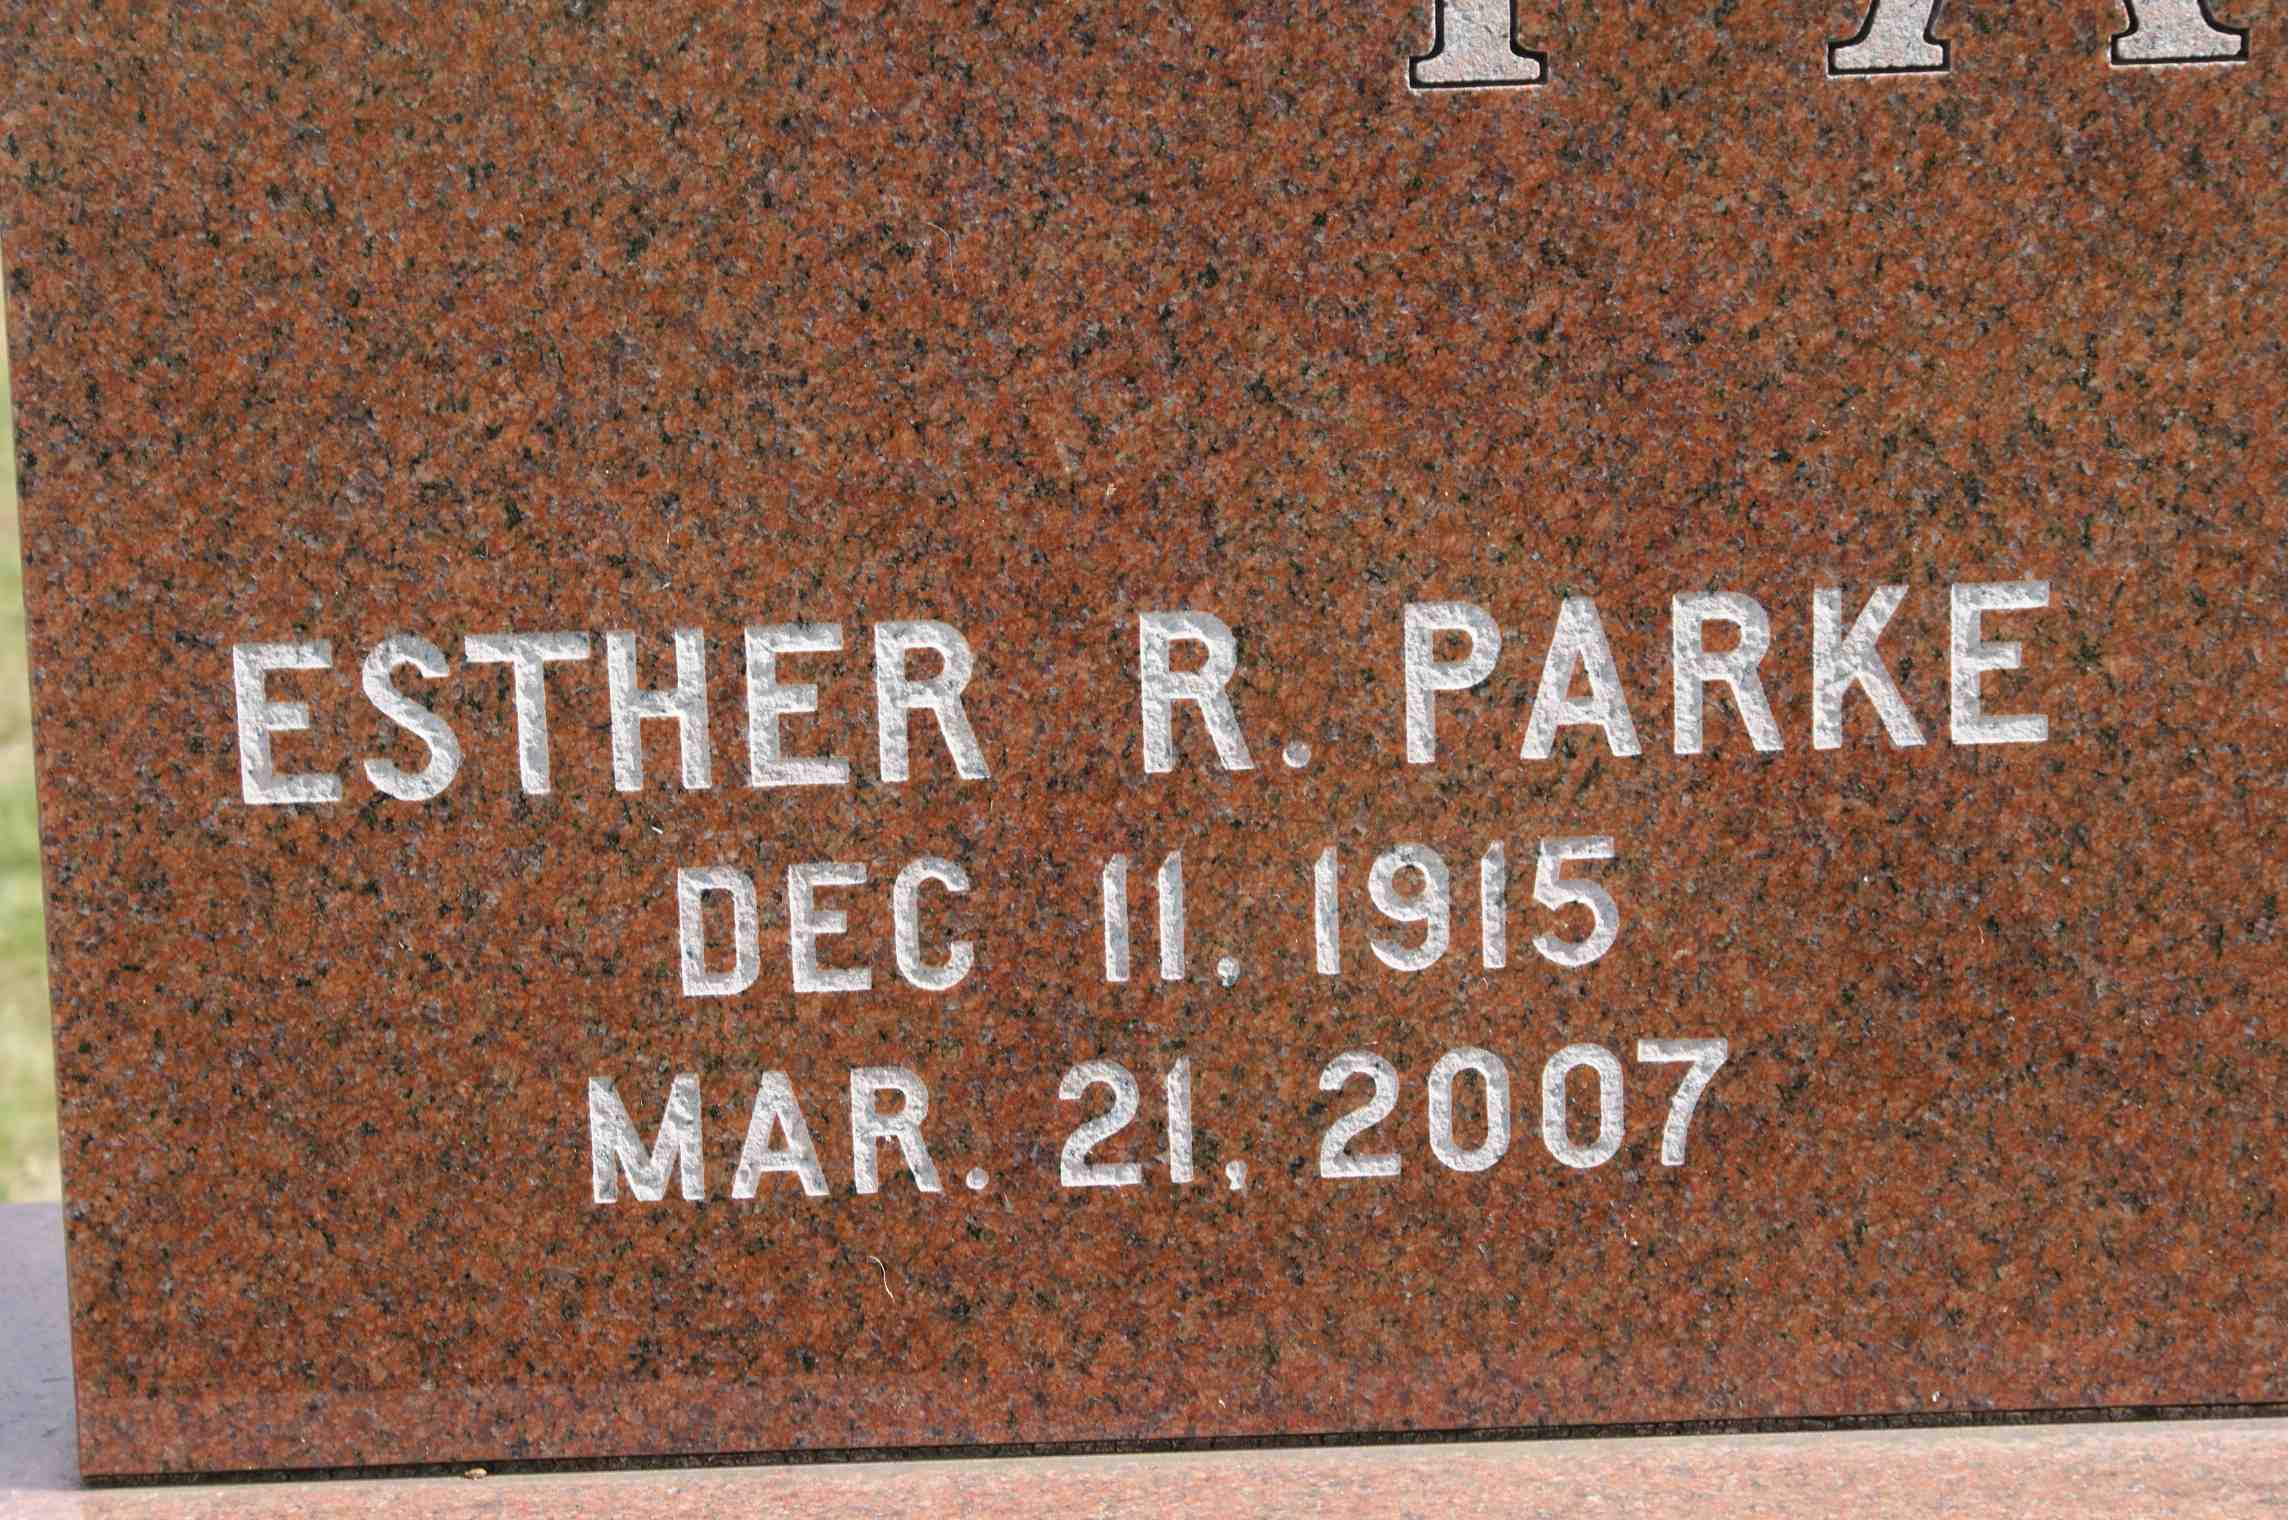 ESTHER R. PARKE
DEC 11, 1915
MAR. 21, 2007